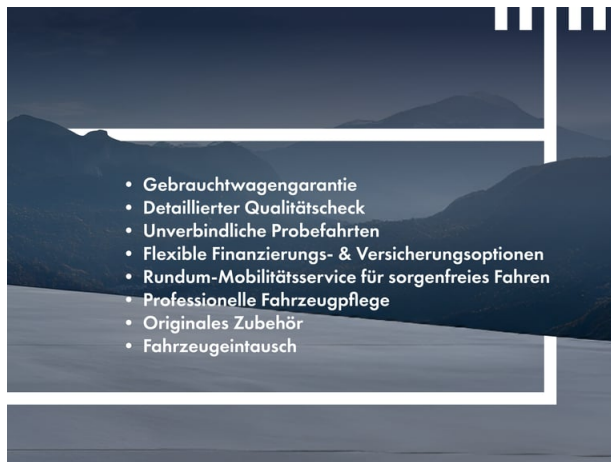 • Gebrauchtwagengarantie
• Detaillierter Qualitätscheck
• Unverbindliche Probefahrten
• Flexible Finanzierungs- & Versicherungsoptionen
• Rundum-Mobilitätsservice für sorgenfreies Fahren
• Professionelle Fahrzeugpflege
• Originales Zubehör
• Fahrzeugeintausch